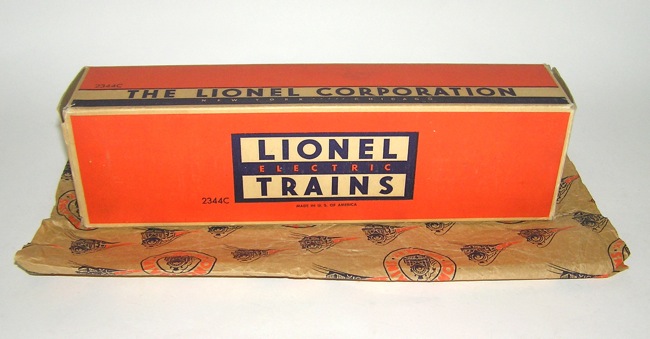 2344C
THE LIONEL CORPORATION
NEW YORK CHICAGO
LIONEL
ELECTRIC
TRAINS
2344C
MADE IN U. S. OF AMERICA